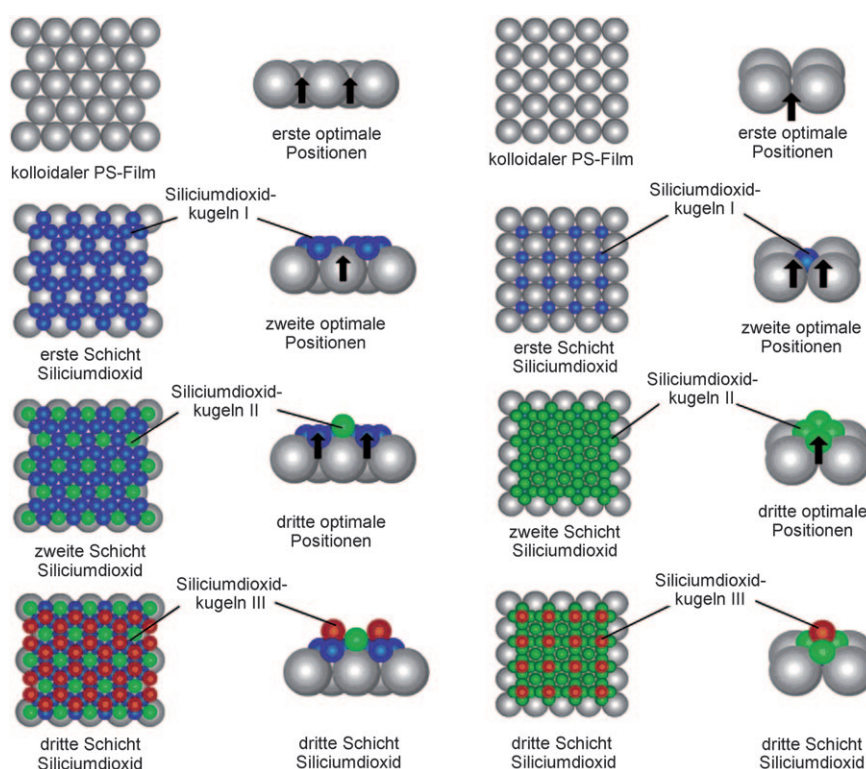 erste optimale
Positionen
kolloidaler PS-Film
Siliciumdioxid-
kugeln I
zweite optimale
Positionen
erste Schicht
Siliciumdioxid
Siliciumdioxid-
kugeln II
dritte optimale
Positionen
zweite Schicht
Siliciumdioxid
Siliciumdioxid-
kugeln III
dritte Schicht
Siliciumdioxid
dritte Schicht
Siliciumdioxid
erste optimale
Positionen
kolloidaler PS-Film
Siliciumdioxid-
kugeln I
zweite optimale
Positionen
erste Schicht
Siliciumdioxid
Siliciumdioxid-
kugeln II
dritte optimale
Positionen
zweite Schicht
Siliciumdioxid
Siliciumdioxid-
kugeln III
dritte Schicht
Siliciumdioxid
dritte Schicht
Siliciumdioxid